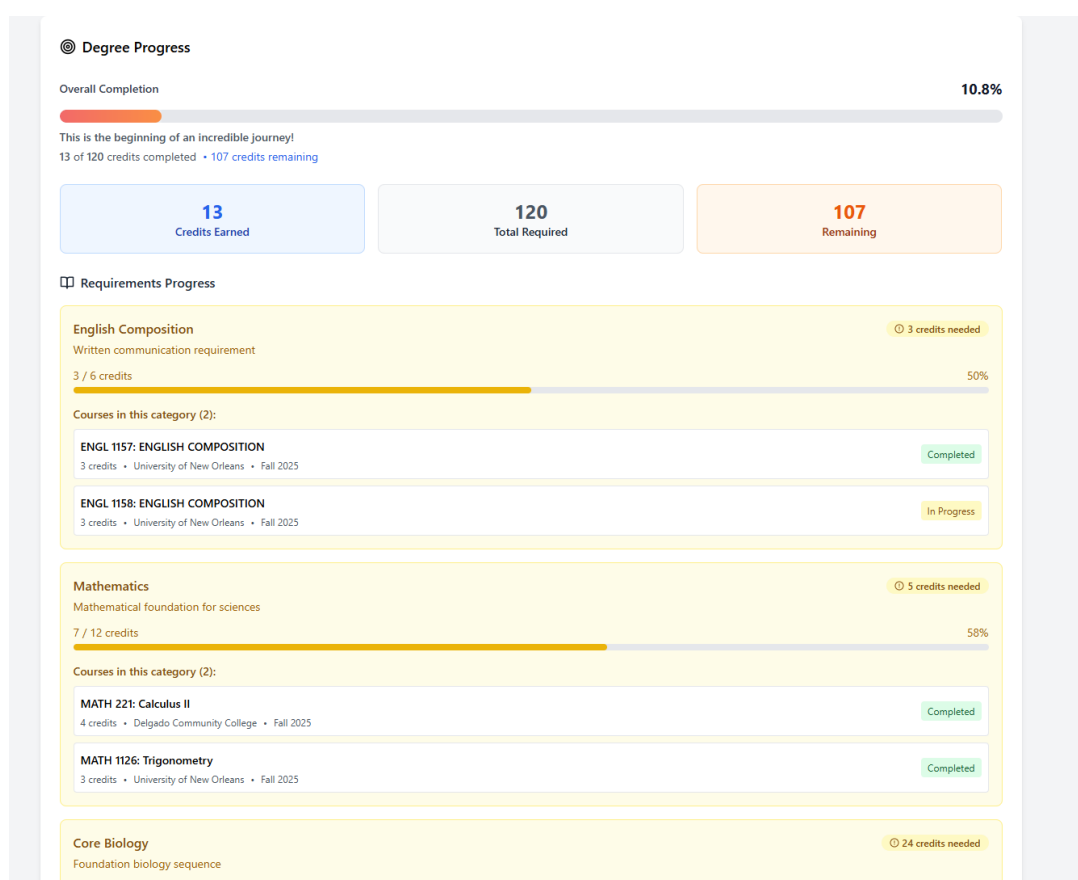 Degree Progress
Overall Completion 10.8%
This is the beginning of an incredible journey!
13 of 120 credits completed • 107 credits remaining
13 120 107
Credits Earned Total Required Remaining
Requirements Progress
English Composition 3 credits needed
Written communication requirement
3 / 6 credits 50%
Courses in this category (2):
ENGL 1157: ENGLISH COMPOSITION
3 credits • University of New Orleans • Fall 2025 Completed
ENGL 1158: ENGLISH COMPOSITION
3 credits • University of New Orleans • Fall 2025 In Progress
Mathematics 5 credits needed
Mathematical foundation for sciences
7 / 12 credits 58%
Courses in this category (2):
MATH 221: Calculus II
4 credits • Delgado Community College • Fall 2025 Completed
MATH 1126: Trigonometry
3 credits • University of New Orleans • Fall 2025 Completed
Core Biology 24 credits needed
Foundation biology sequence